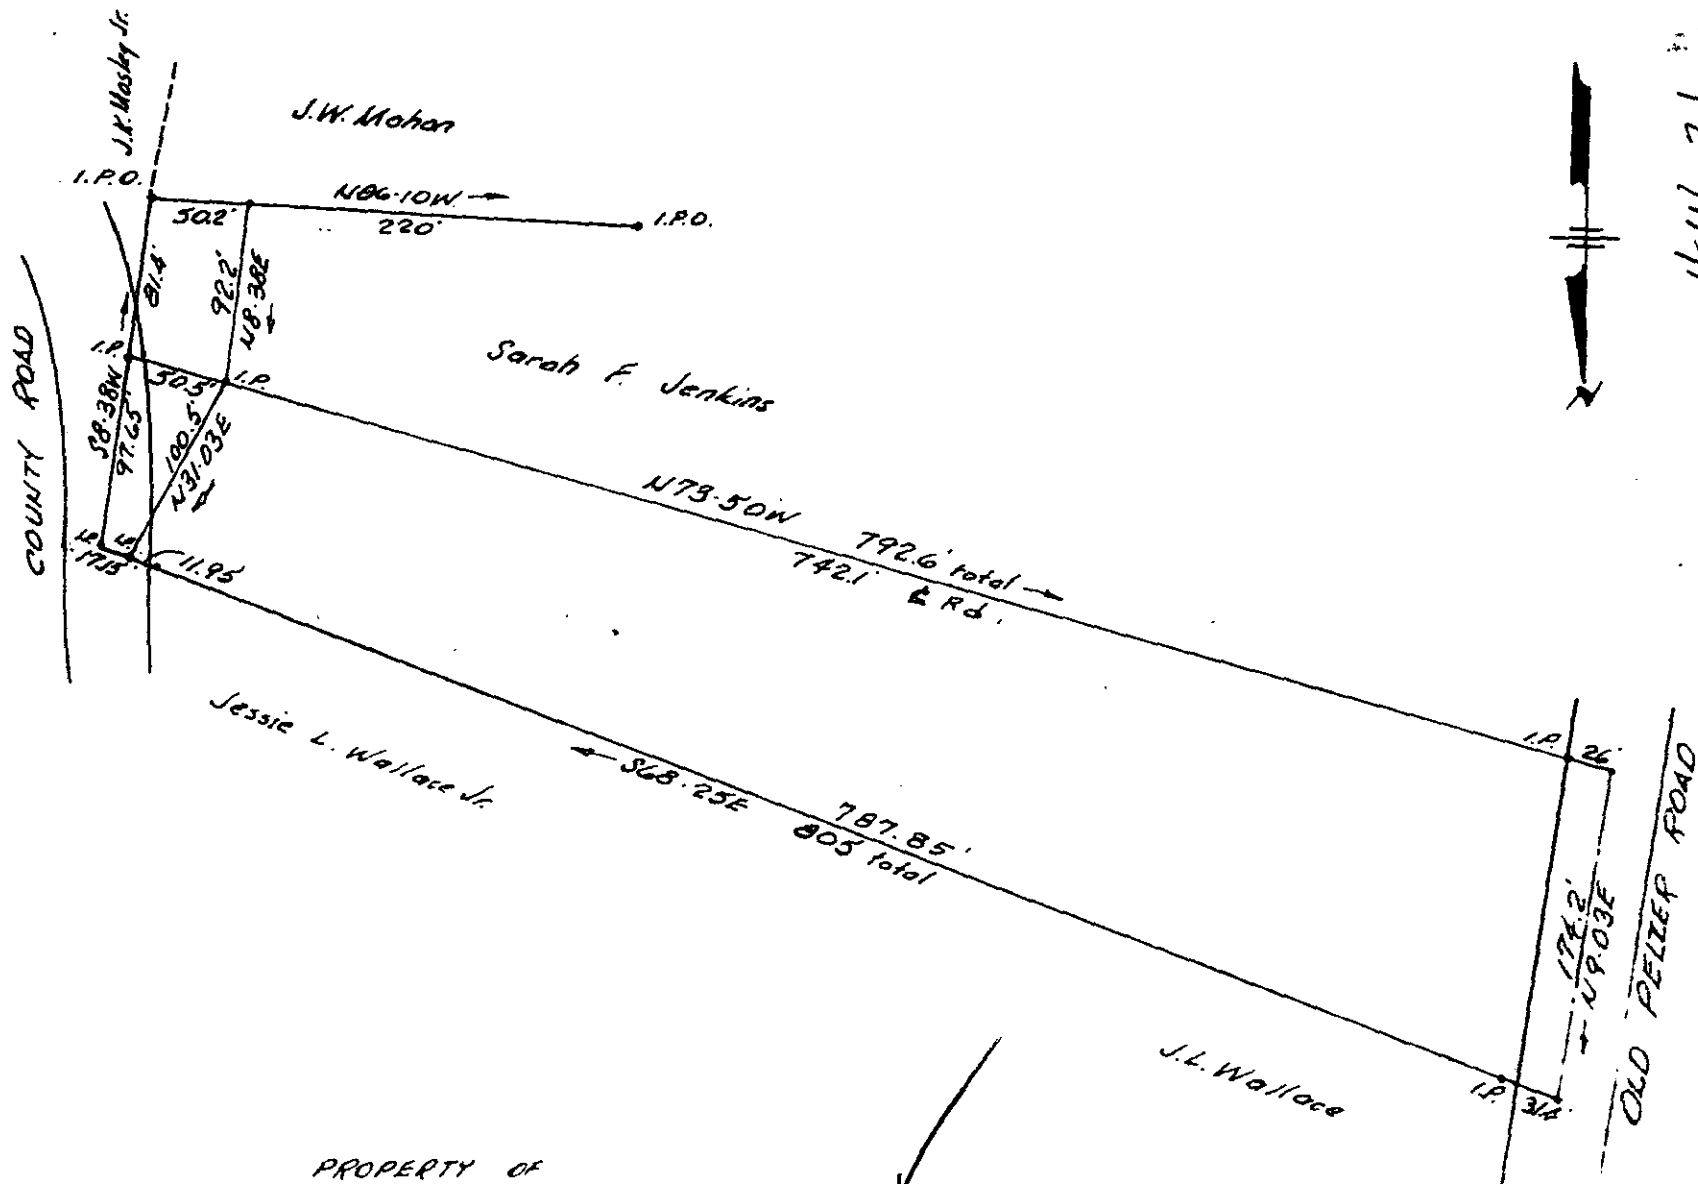 J.K. Mosley Jr.
J.W. Mahon
I.P.O.
N86·10W
50.2'
220'
I.P.O.
81.4'
92.2'
N8·38E
COUNTY ROAD
I.P.
50.5'
I.P.
Sarah F. Jenkins
S8·38W
97.65'
100.5'
N31·03E
N73·50W
792.6' total
742.1'
℄ Rd.
I.P.
I.P.
17.15'
11.95'
Jessie L. Wallace Jr.
S68·25E
787.85'
805' total
I.P.
26'
174.2'
N9·03E
OLD PELZER ROAD
J.L. Wallace
I.P.
31.4'
N
PROPERTY OF